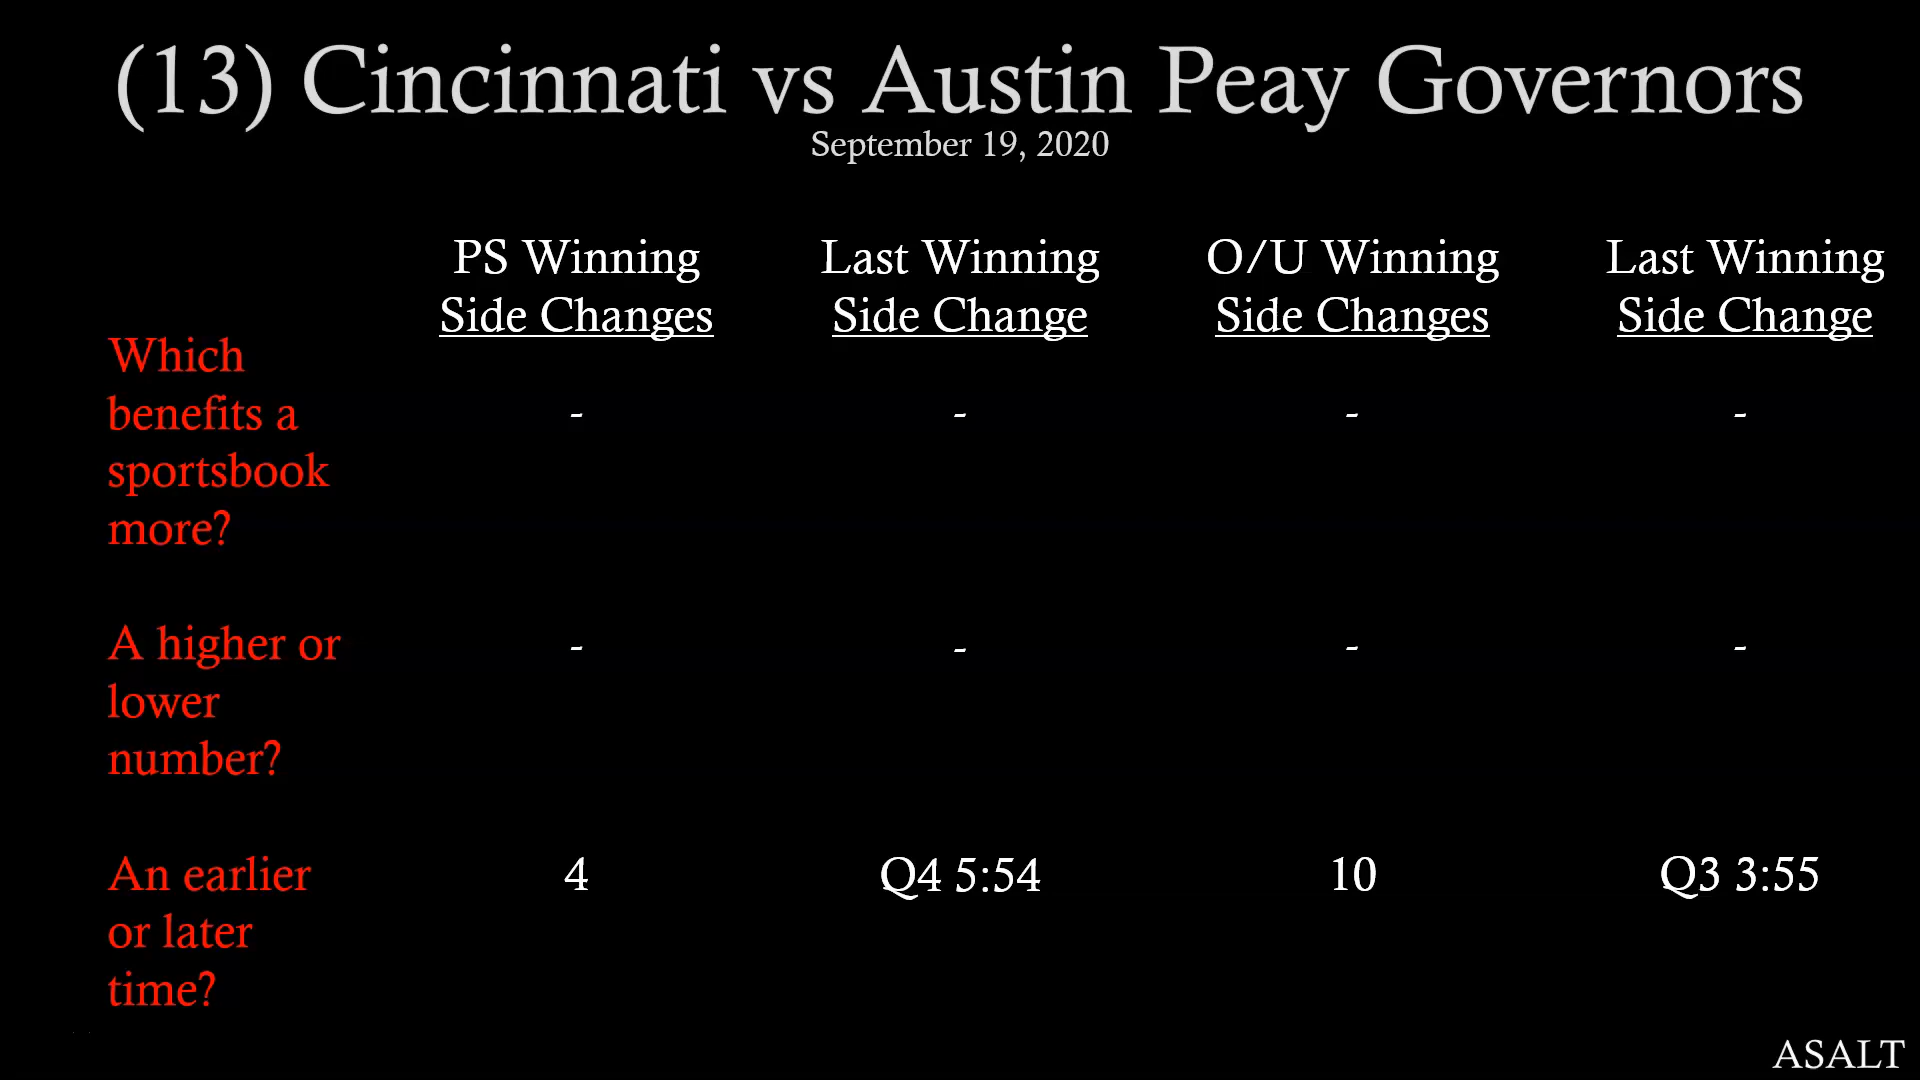 (13) Cincinnati vs Austin Peay Governors
September 19, 2020
PS Winning
Side Changes
Last Winning
Side Change
O/U Winning
Side Changes
Last Winning
Side Change
Which
benefits a
sportsbook
more?
- - - -
A higher or
lower
number?
- - - -
An earlier
or later
time?
4 Q4 5:54 10 Q3 3:55
ASALT